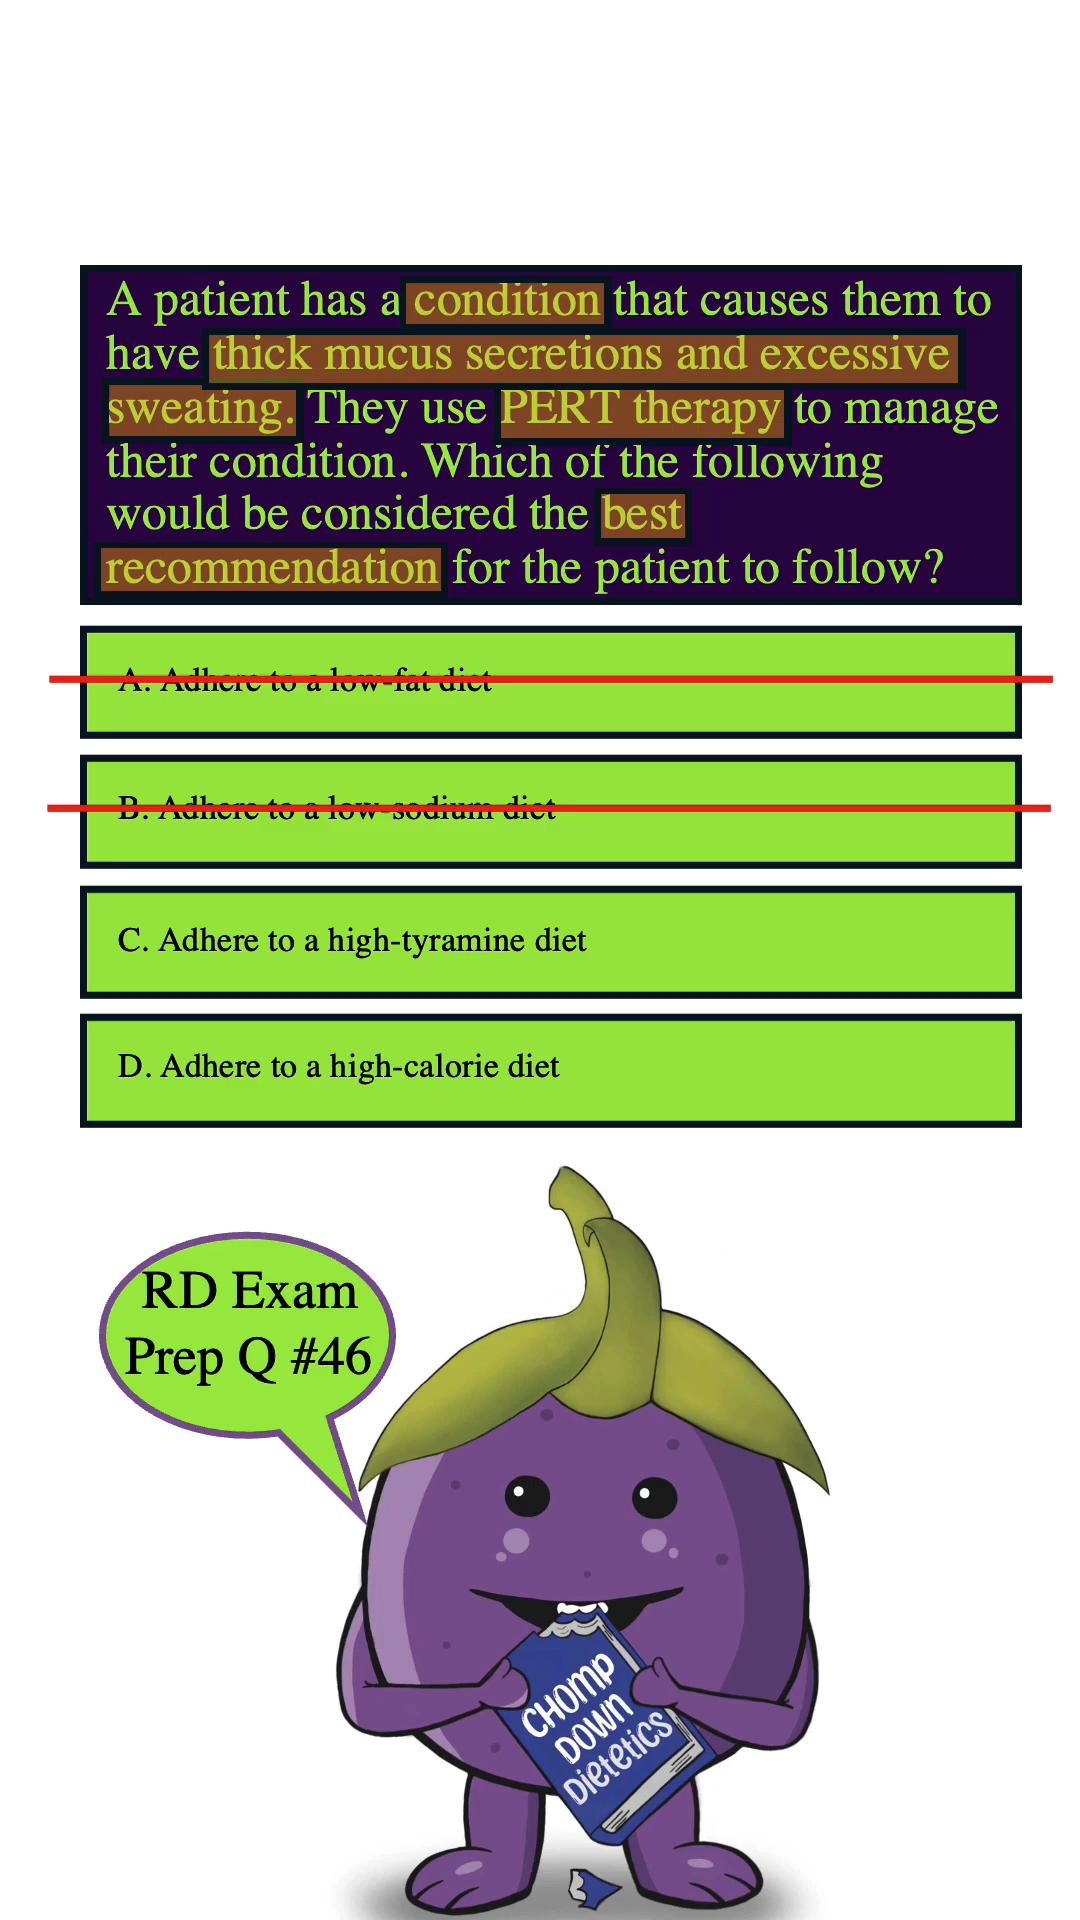 A patient has a condition that causes them to
have thick mucus secretions and excessive
sweating. They use PERT therapy to manage
their condition. Which of the following
would be considered the best
recommendation for the patient to follow?
A. Adhere to a low-fat diet
B. Adhere to a low-sodium diet
C. Adhere to a high-tyramine diet
D. Adhere to a high-calorie diet
RD Exam
Prep Q #46
CHOMP
DOWN
Dietetics